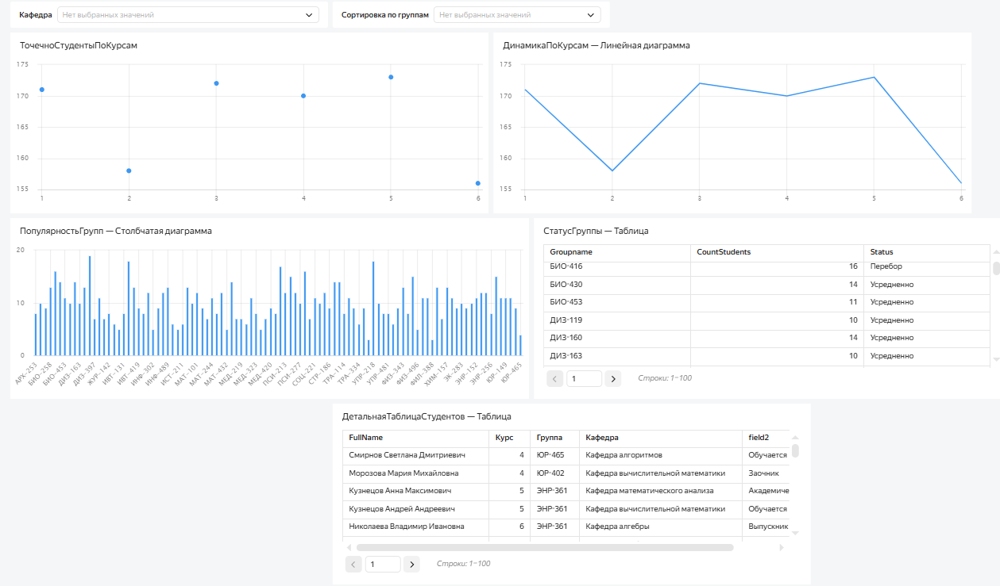 Кафедра Нет выбранных значений Сортировка по группам Нет выбранных значений
ТочечноСтудентыПоКурсам
175
170
165
160
155
1 2 3 4 5 6
ДинамикаПоКурсам — Линейная диаграмма
175
170
165
160
155
1 2 3 4 5 6
ПопулярностьГрупп — Столбчатая диаграмма
20
10
0
АРХ-253 БИО-258 БИО-453 ДИЗ-163 ДИЗ-397 ЖУР-142 ИВТ-131 ИВТ-419 ИНФ-302 ИНФ-489 ИСТ-211 МАТ-101 МАТ-244 МАТ-432 МЕД-219 МЕД-323 МЕД-420 ПСИ-213 ПСИ-277 СОЦ-221 СТР-186 ТРА-114 ТРА-334 УПР-218 УПР-481 ФИЗ-343 ФИЗ-496 ФИЛ-388 ХИМ-157 ЭК-283 ЭНР-152 ЭНР-256 ЮР-149 ЮР-465
СтатусГруппы — Таблица
Groupname CountStudents Status
БИО-416 16 Перебор
БИО-430 14 Усредненно
БИО-453 11 Усредненно
ДИЗ-119 10 Усредненно
ДИЗ-160 14 Усредненно
ДИЗ-163 10 Усредненно
1 Строки: 1–100
ДетальнаяТаблицаСтудентов — Таблица
FullName Курс Группа Кафедра field2
Смирнов Светлана Дмитриевич 4 ЮР-465 Кафедра алгоритмов Обучается
Морозова Мария Михайловна 4 ЮР-402 Кафедра вычислительной математики Заочник
Кузнецов Анна Максимович 5 ЭНР-361 Кафедра математического анализа Академиче
Кузнецов Андрей Андреевич 5 ЭНР-361 Кафедра вычислительной математики Обучается
Николаева Владимир Ивановна 6 ЭНР-361 Кафедра алгебры Выпускник
1 Строки: 1–100